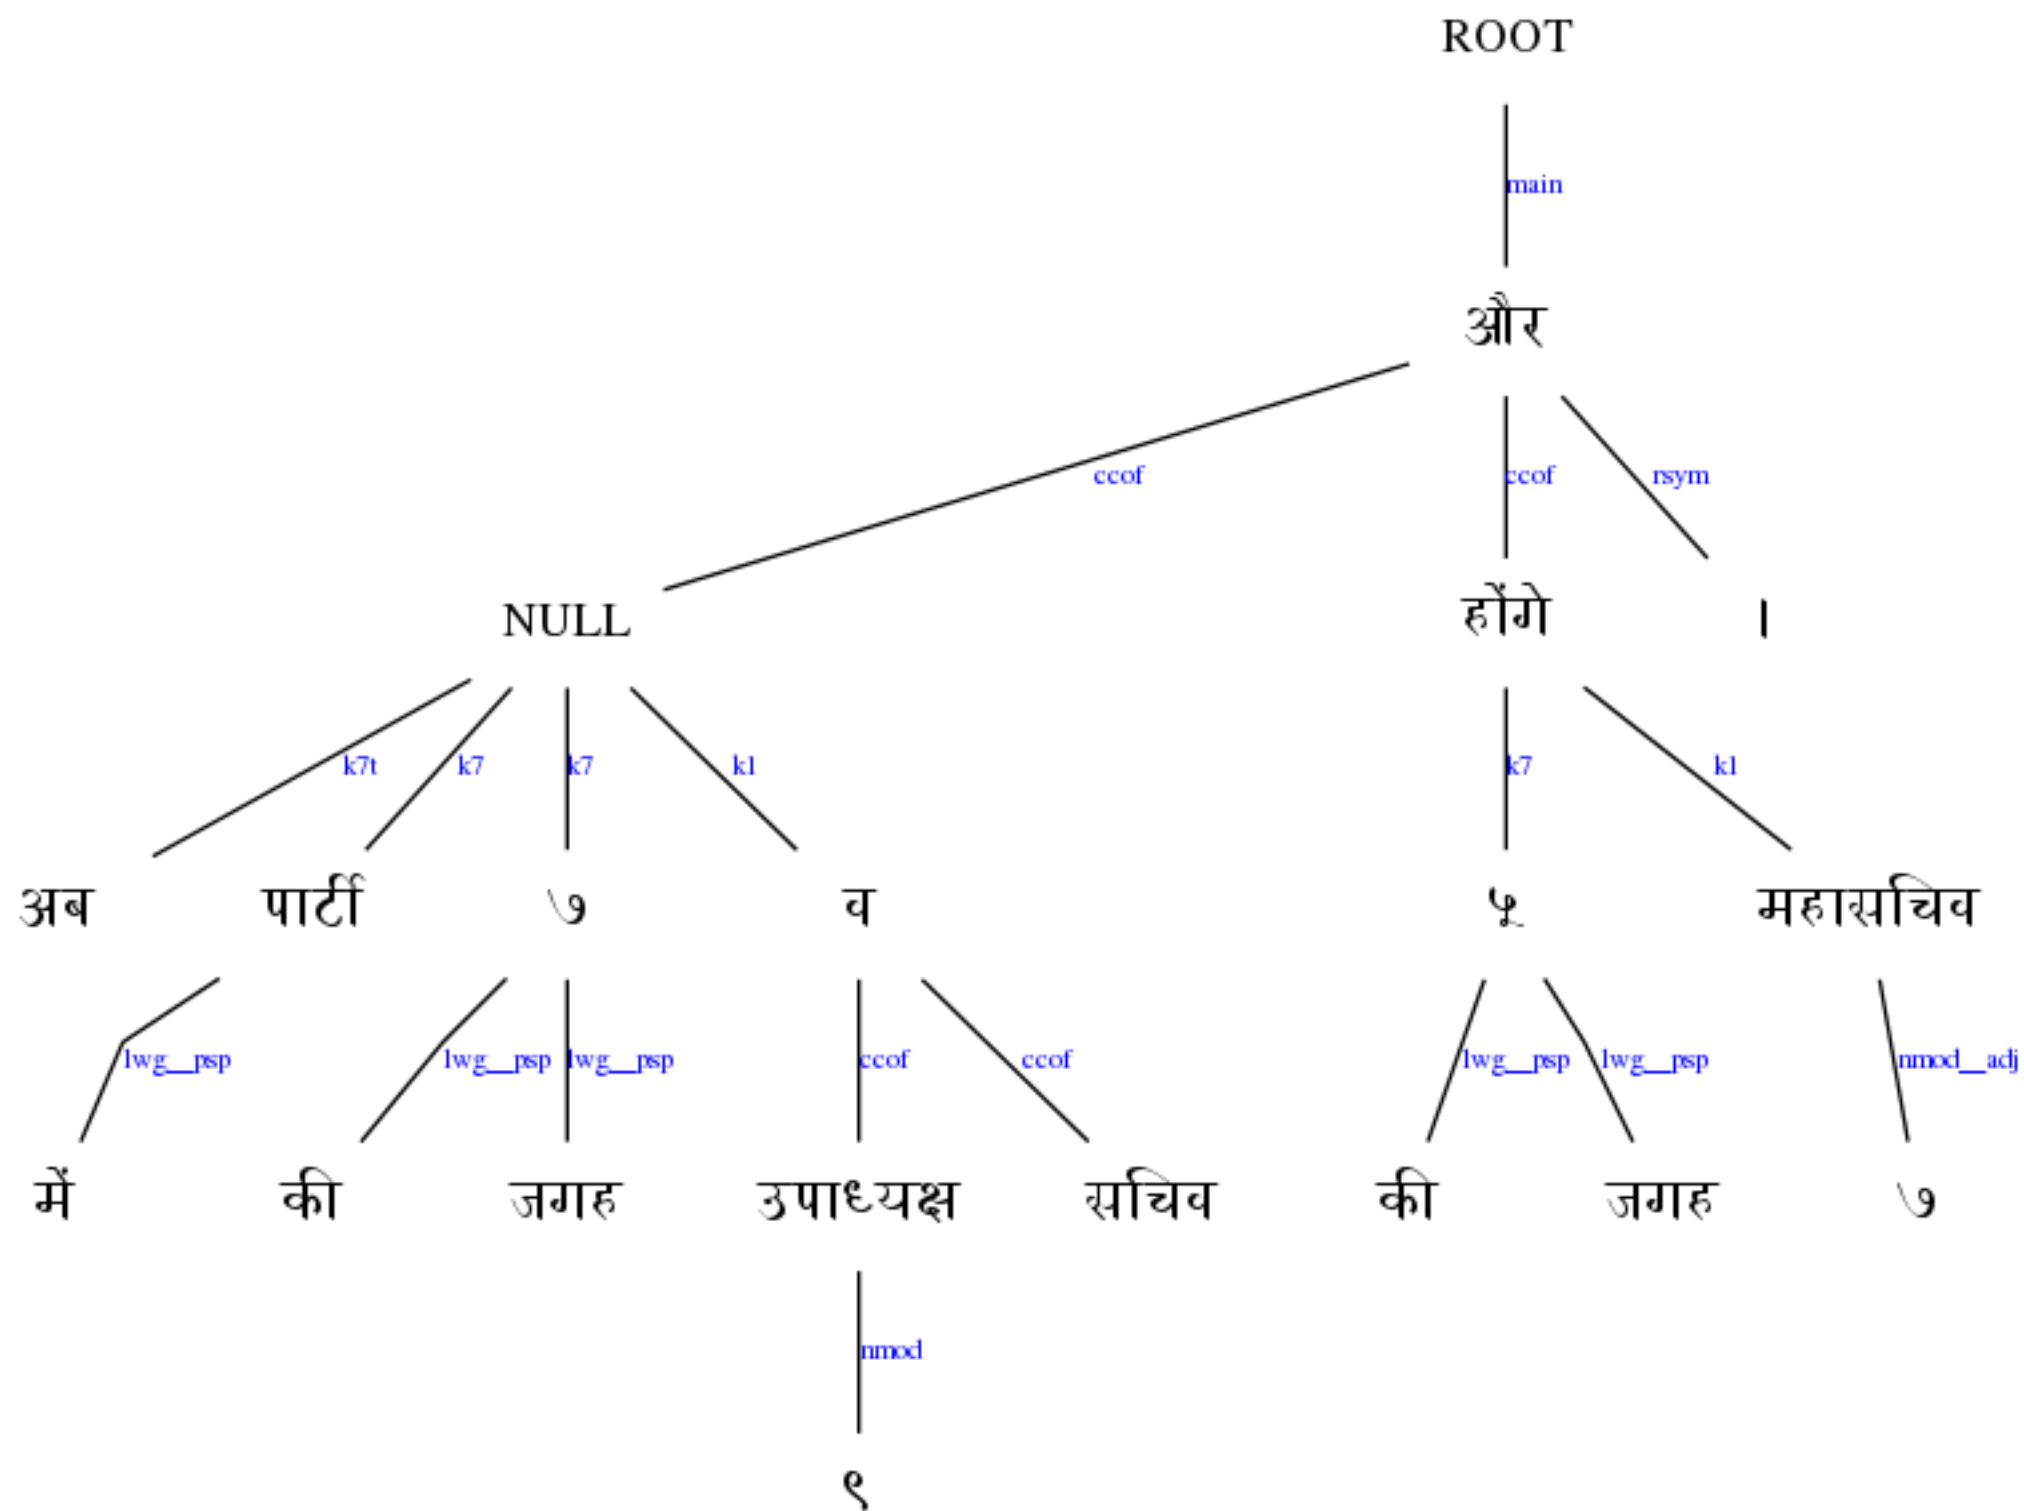 ROOT
main
और
ccof ccof rsym
NULL होंगे ।
k7t k7 k7 k1 k7 k1
अब पार्टी ७ व ५ महासचिव
lwg__psp lwg__psp lwg__psp ccof ccof lwg__psp lwg__psp nmod__adj
में की जगह उपाध्यक्ष सचिव की जगह ७
nmod
९